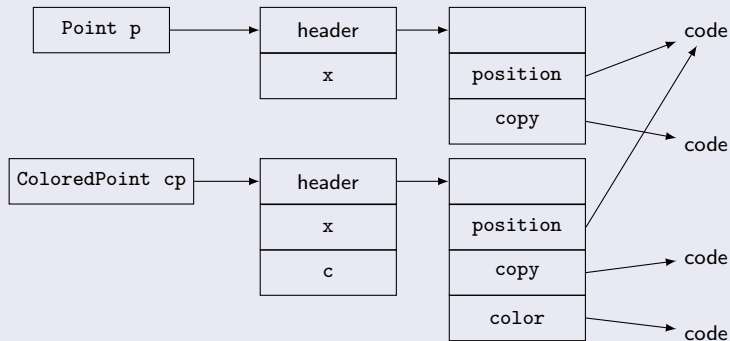 Point p
header
code
x
position
copy
code
ColoredPoint cp
header
x
position
c
copy
code
color
code